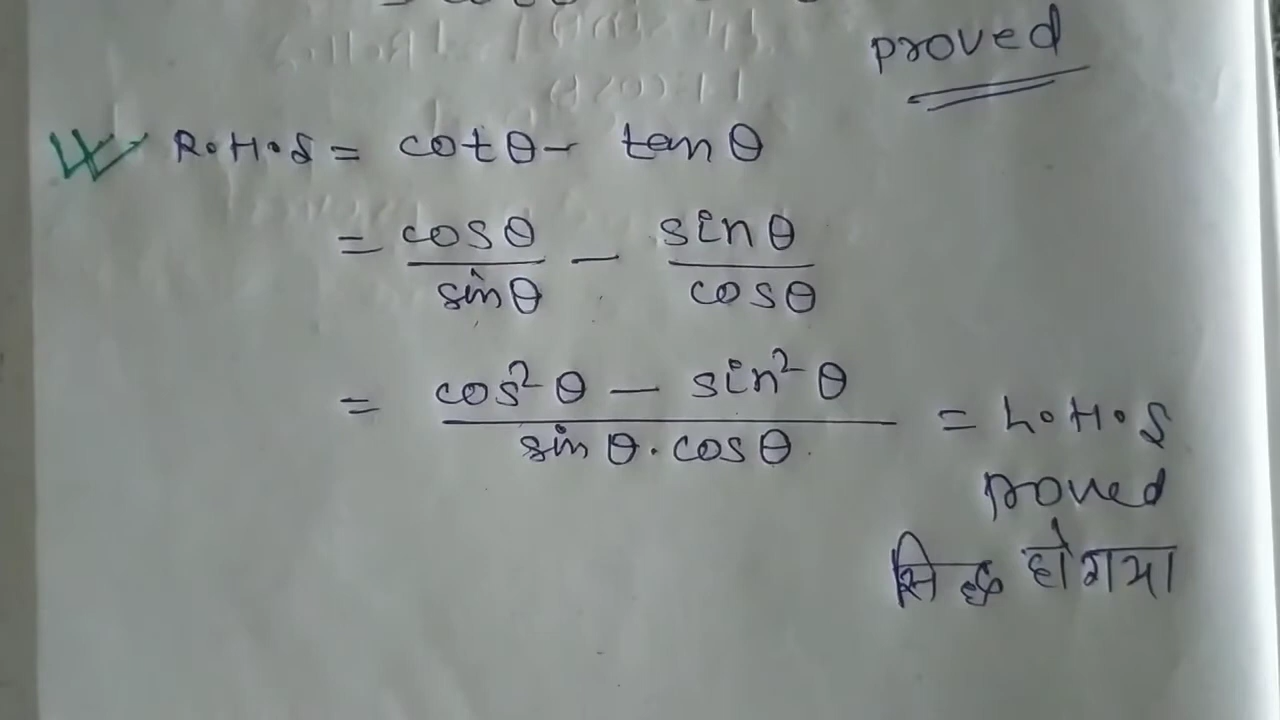 proved
R.H.S = cotθ - tanθ
= cosθ/sinθ - sinθ/cosθ
= cos²θ - sin²θ/sinθ.cosθ = L.H.S
proved
सिद्ध होगया